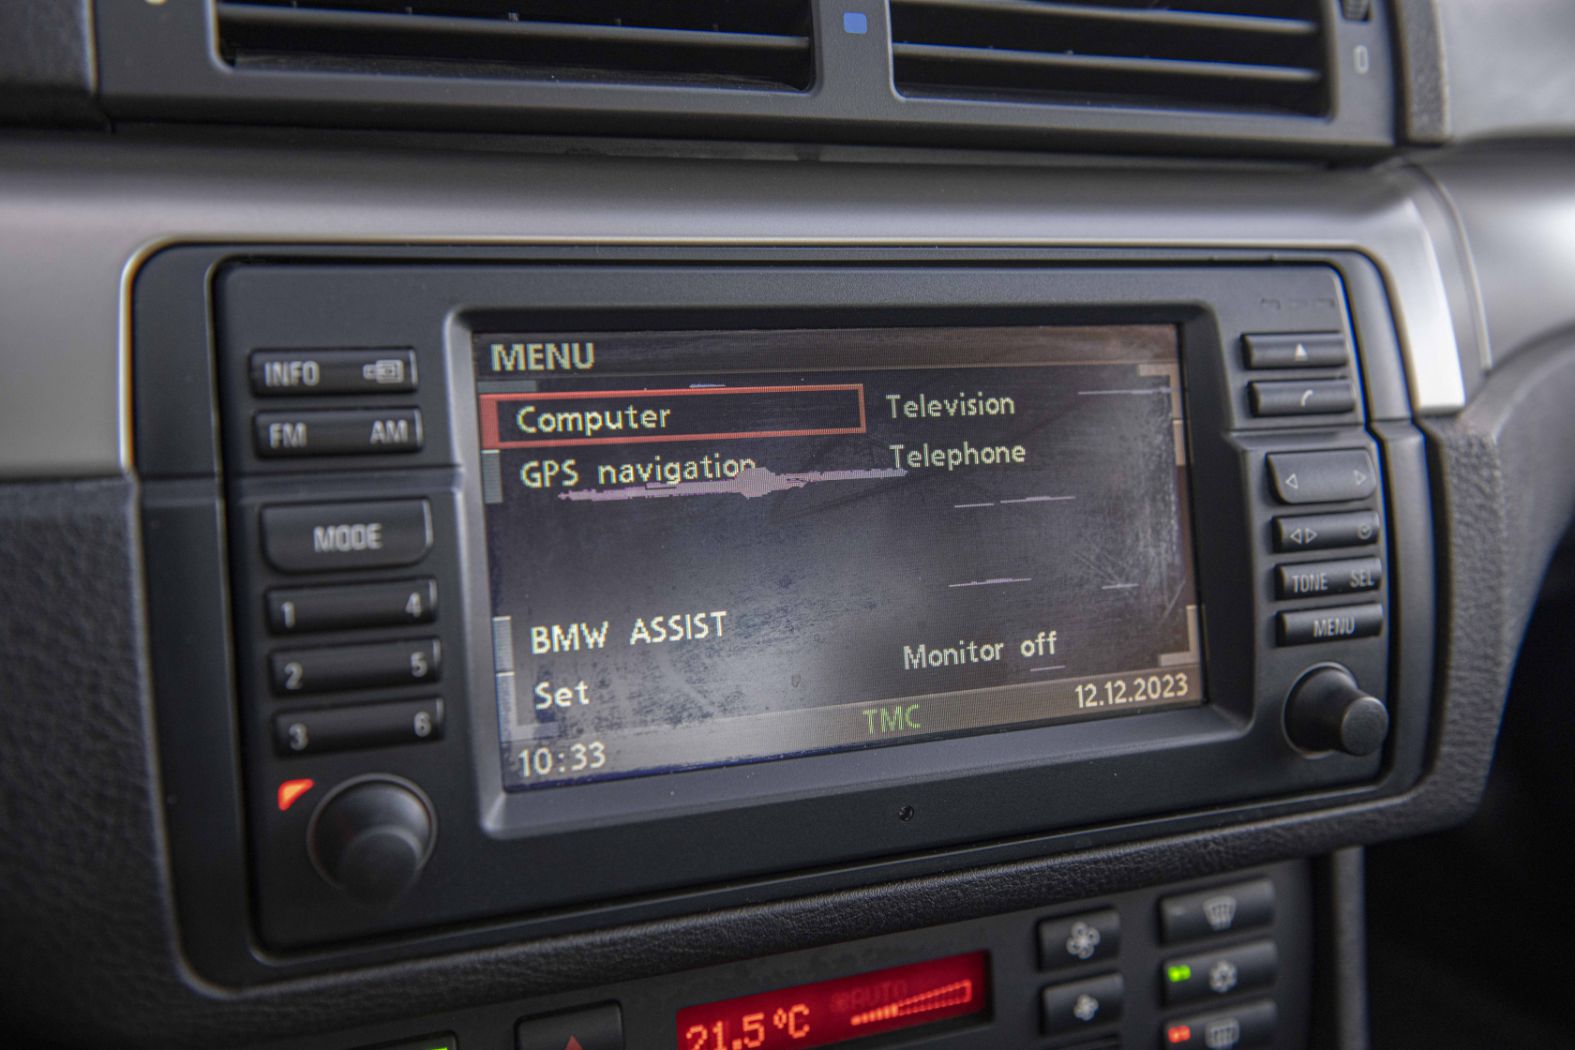 MENU
Computer
Television
GPS navigation
Telephone
BMW ASSIST
Monitor off
Set
12.12.2023
TMC
10:33
INFO
FM AM
MODE
1 4
2 5
3 6
TONE SEL
MENU
21.5°C
AUTO